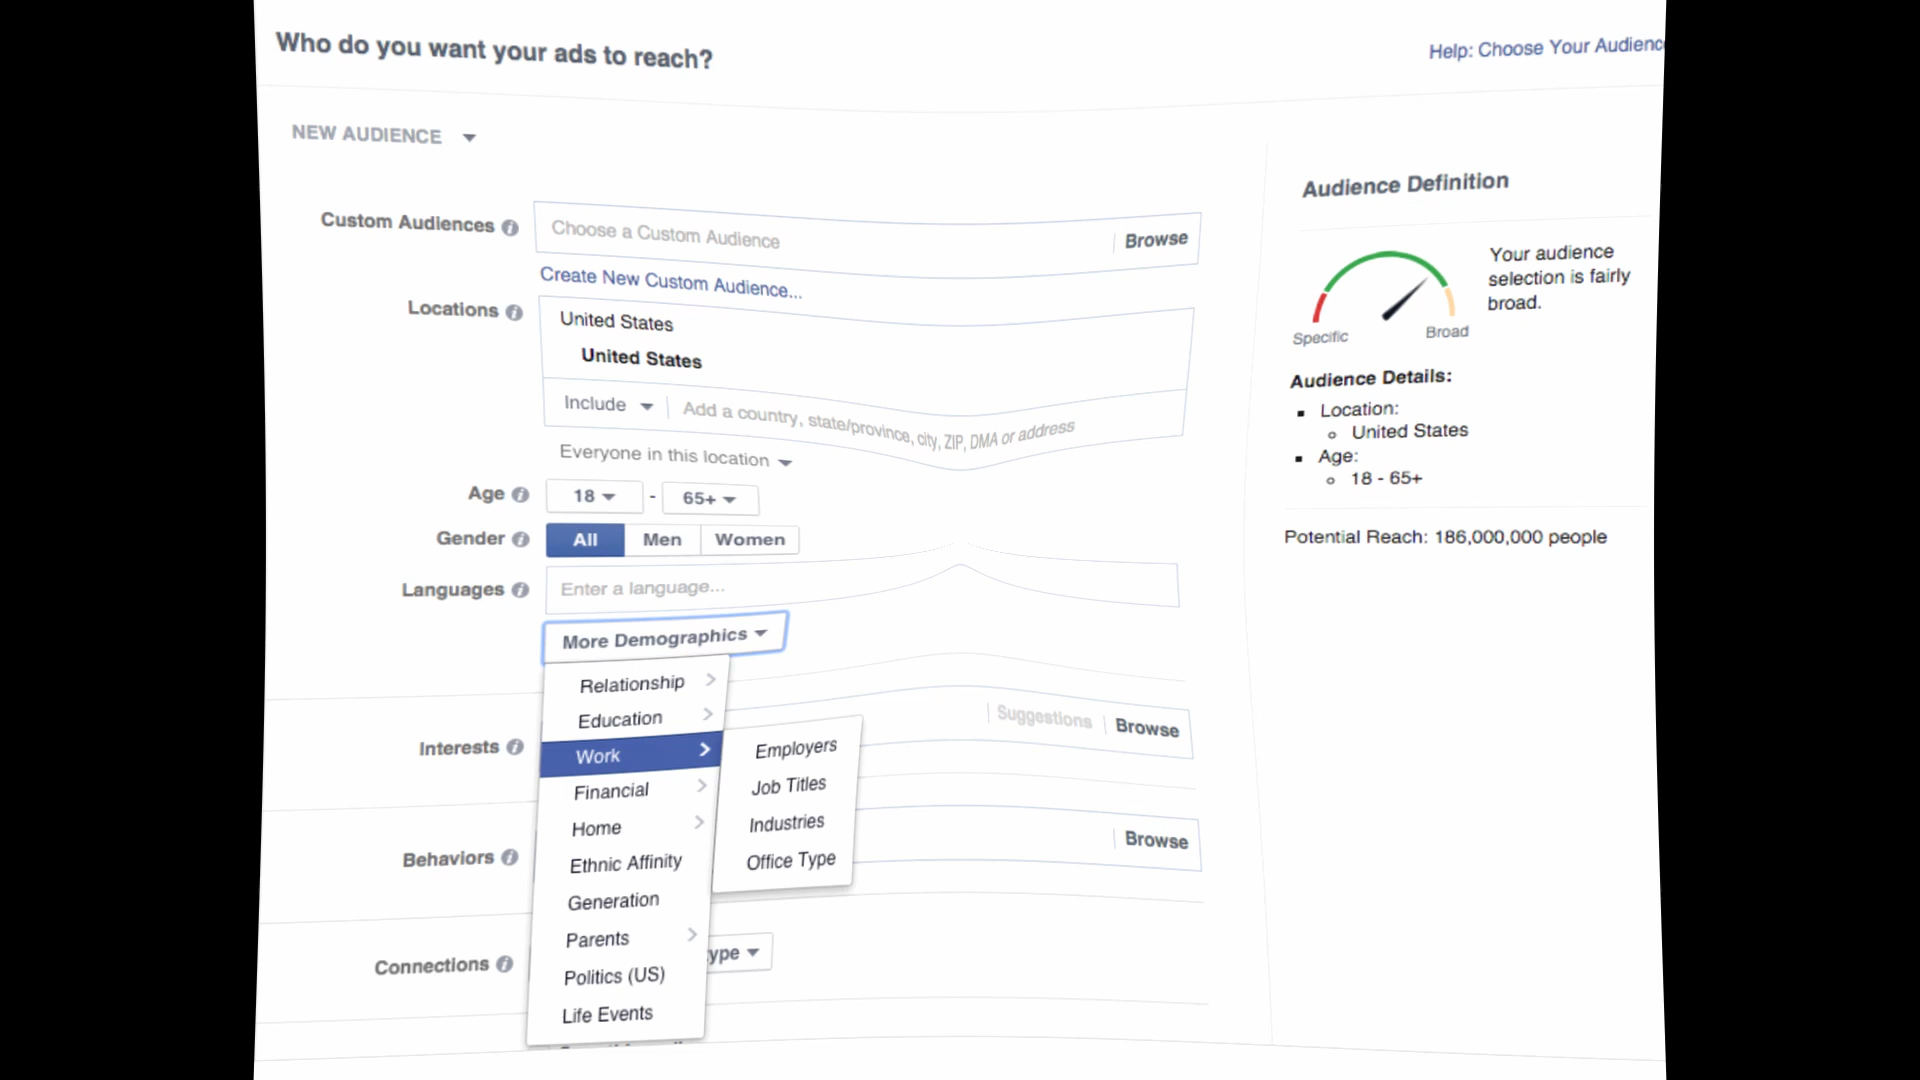 Who do you want your ads to reach?
Help: Choose Your Audienc
NEW AUDIENCE
Custom Audiences
Choose a Custom Audience
Browse
Create New Custom Audience...
Locations
United States
United States
Include
Add a country, state/province, city, ZIP, DMA or address
Everyone in this location
Age
18 - 65+
Gender
All
Men
Women
Languages
Enter a language...
More Demographics
Relationship
Education
Work
Financial
Home
Ethnic Affinity
Generation
Parents
Politics (US)
Life Events
Employers
Job Titles
Industries
Office Type
Interests
Suggestions
Browse
Behaviors
Browse
Connections
ype
Audience Definition
Specific
Broad
Your audience
selection is fairly
broad.
Audience Details:
Location:
United States
Age:
18 - 65+
Potential Reach: 186,000,000 people